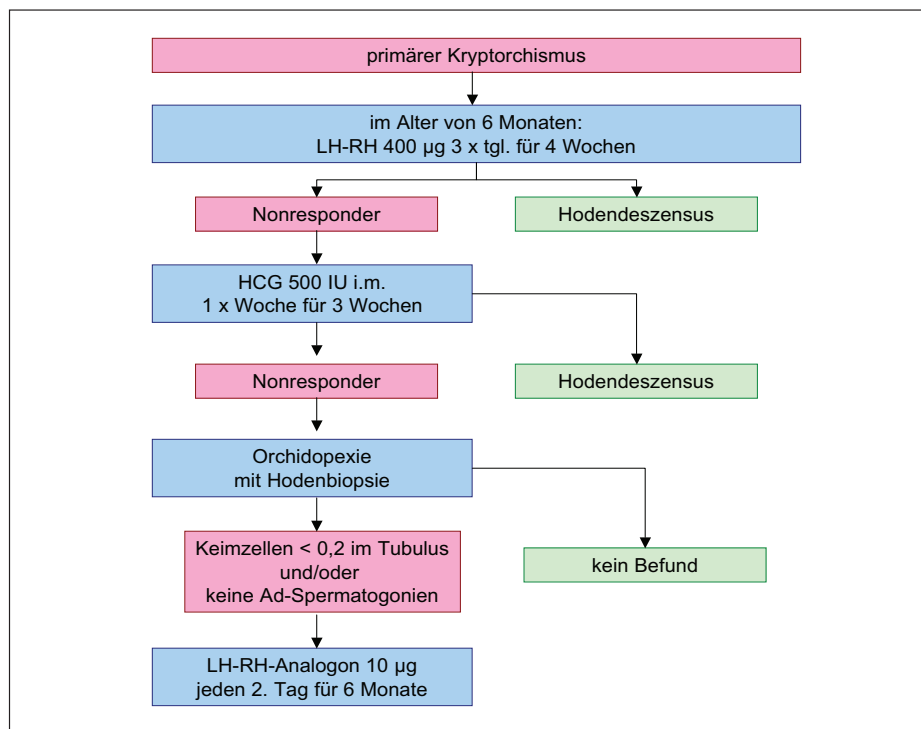 primärer Kryptorchismus
im Alter von 6 Monaten:
LH-RH 400 µg 3 x tgl. für 4 Wochen
Nonresponder
Hodendeszensus
HCG 500 IU i.m.
1 x Woche für 3 Wochen
Nonresponder
Hodendeszensus
Orchidopexie
mit Hodenbiopsie
Keimzellen < 0,2 im Tubulus
und/oder
keine Ad-Spermatogonien
kein Befund
LH-RH-Analogon 10 µg
jeden 2. Tag für 6 Monate